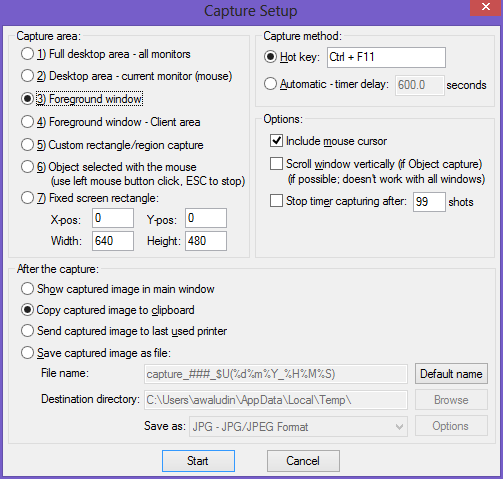 Capture Setup
Capture area:
1) Full desktop area - all monitors
2) Desktop area - current monitor (mouse)
3) Foreground window
4) Foreground window - Client area
5) Custom rectangle/region capture
6) Object selected with the mouse
(use left mouse button click, ESC to stop)
7) Fixed screen rectangle:
X-pos: 0 Y-pos: 0
Width: 640 Height: 480
Capture method:
Hot key: Ctrl + F11
Automatic - timer delay: 600.0 seconds
Options:
Include mouse cursor
Scroll window vertically (if Object capture)
(if possible; doesn't work with all windows)
Stop timer capturing after: 99 shots
After the capture:
Show captured image in main window
Copy captured image to clipboard
Send captured image to last used printer
Save captured image as file:
File name: capture_###_$U(%d%m%Y_%H%M%S) Default name
Destination directory: C:\Users\awaludin\AppData\Local\Temp\ Browse
Save as: JPG - JPG/JPEG Format Options
Start Cancel